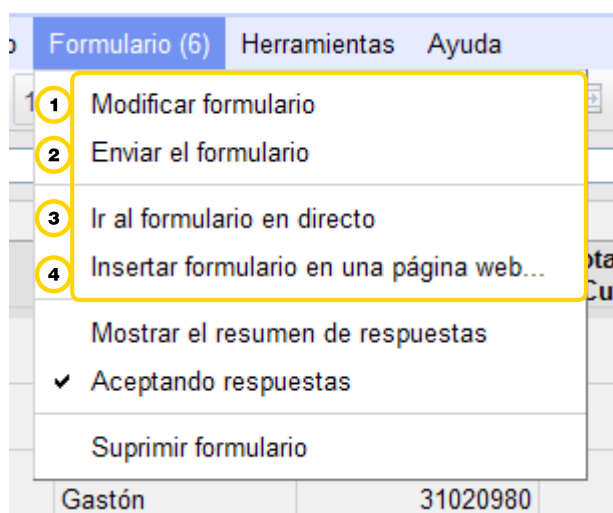 Formulario (6) Herramientas Ayuda
1 Modificar formulario
2 Enviar el formulario
3 Ir al formulario en directo
4 Insertar formulario en una página web...
Mostrar el resumen de respuestas
✔ Aceptando respuestas
Suprimir formulario
Gastón 31020980